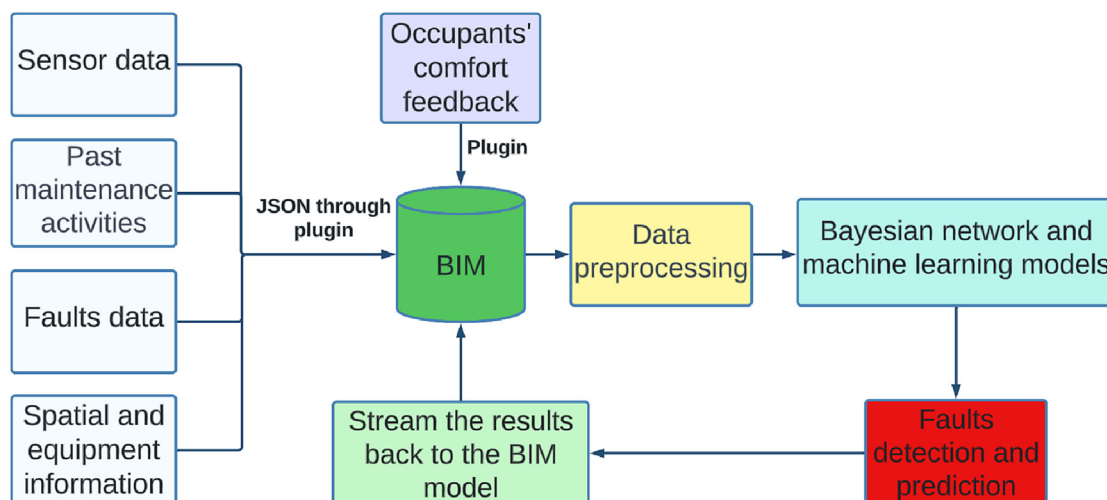 Sensor data
Past
maintenance
activities
Faults data
Spatial and
equipment
information
Occupants'
comfort
feedback
Plugin
JSON through
plugin
BIM
Data
preprocessing
Bayesian network and
machine learning models
Faults
detection and
prediction
Stream the results
back to the BIM
model